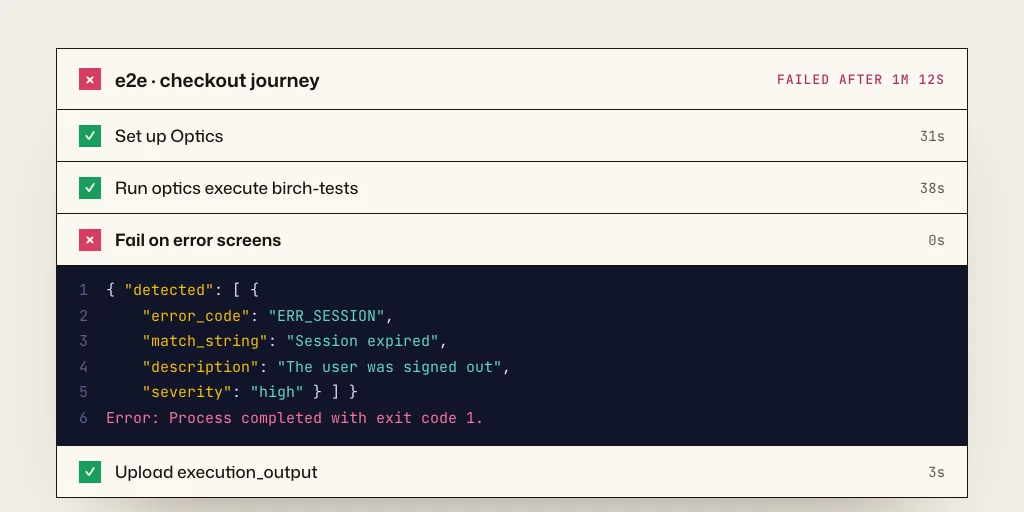 e2e · checkout journey
FAILED AFTER 1M 12S
Set up Optics
31s
Run optics execute birch-tests
38s
Fail on error screens
0s
1 { "detected": [ {
2 "error_code": "ERR_SESSION",
3 "match_string": "Session expired",
4 "description": "The user was signed out",
5 "severity": "high" } ] }
6 Error: Process completed with exit code 1.
Upload execution_output
3s